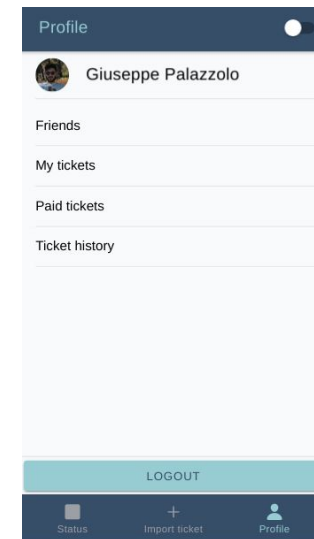 Profile
Giuseppe Palazzolo
Friends
My tickets
Paid tickets
Ticket history
LOGOUT
Status
Import ticket
Profile